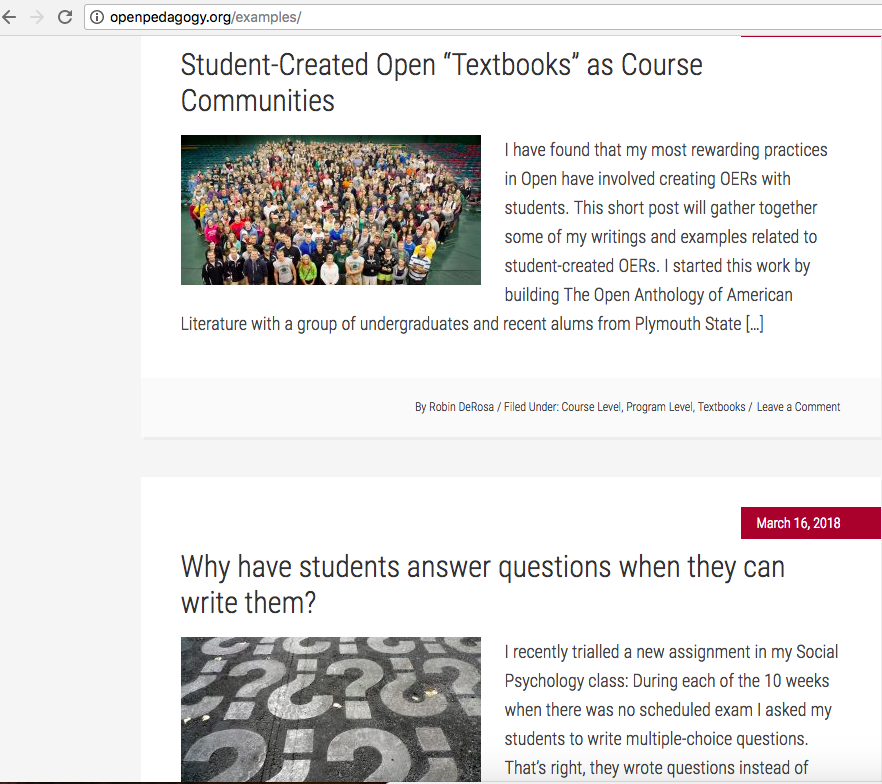 openpedagogy.org/examples/
Student-Created Open “Textbooks” as Course
Communities
I have found that my most rewarding practices
in Open have involved creating OERs with
students. This short post will gather together
some of my writings and examples related to
student-created OERs. I started this work by
building The Open Anthology of American
Literature with a group of undergraduates and recent alums from Plymouth State [...]
By Robin DeRosa / Filed Under: Course Level, Program Level, Textbooks / Leave a Comment
March 16, 2018
Why have students answer questions when they can
write them?
I recently trialled a new assignment in my Social
Psychology class: During each of the 10 weeks
when there was no scheduled exam I asked my
students to write multiple-choice questions.
That’s right, they wrote questions instead of